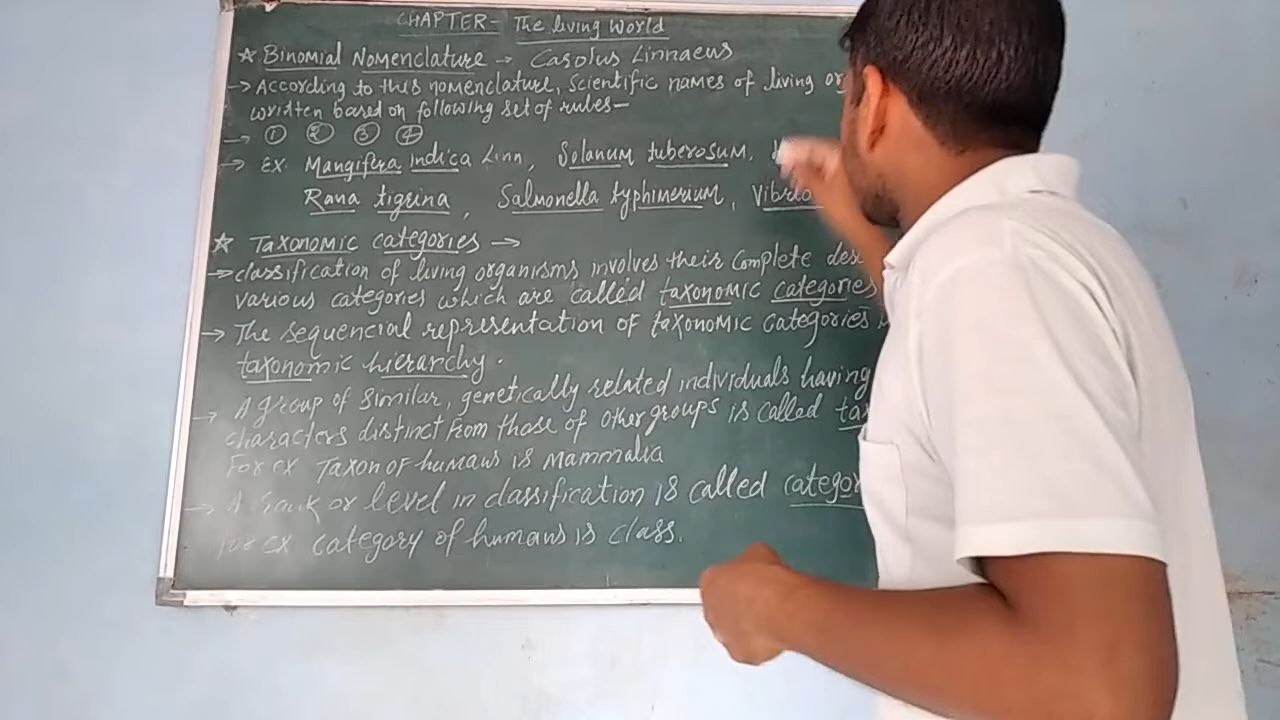 CHAPTER- The living World
☆ Binomial Nomenclature → Carolus Linnaeus
→ According to this nomenclature, scientific names of living or
written based on following set of rules—
→ ① ② ③ ④
→ Ex. Mangifera indica Linn, Solanum tuberosum,
Rana tigrina, Salmonella typhimerium, Vibrio
☆ Taxonomic categories →
→ classification of living organisms involves their complete des
various categories which are called taxonomic categories
→ The sequencial representation of taxonomic categories
taxonomic hierarchy.
→ A group of similar, genetically related individuals having
characters distinct from those of other groups is called tax
For ex Taxon of humans is Mammalia
→ A rank or level in classification is called categor
For ex category of humans is class.